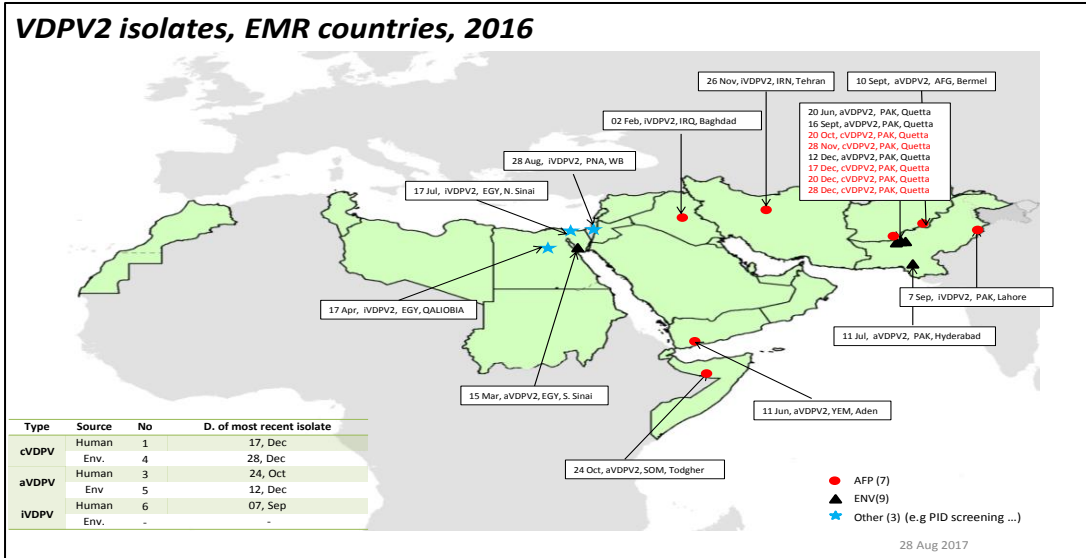 VDPV2 isolates, EMR countries, 2016
26 Nov, iVDPV2, IRN, Tehran
10 Sept, aVDPV2, AFG, Bermel
02 Feb, iVDPV2, IRQ, Baghdad
20 Jun, aVDPV2, PAK, Quetta
16 Sept, aVDPV2, PAK, Quetta
20 Oct, cVDPV2, PAK, Quetta
28 Nov, cVDPV2, PAK, Quetta
12 Dec, aVDPV2, PAK, Quetta
17 Dec, cVDPV2, PAK, Quetta
20 Dec, cVDPV2, PAK, Quetta
28 Dec, cVDPV2, PAK, Quetta
28 Aug, iVDPV2, PNA, WB
17 Jul, iVDPV2, EGY, N. Sinai
17 Apr, iVDPV2, EGY, QALIOBIA
7 Sep, iVDPV2, PAK, Lahore
11 Jul, aVDPV2, PAK, Hyderabad
15 Mar, aVDPV2, EGY, S. Sinai
11 Jun, aVDPV2, YEM, Aden
24 Oct, aVDPV2, SOM, Todgher
Type Source No D. of most recent isolate
cVDPV Human 1 17, Dec
Env. 4 28, Dec
aVDPV Human 3 24, Oct
Env 5 12, Dec
iVDPV Human 6 07, Sep
Env. - -
AFP (7)
ENV(9)
Other (3) (e.g PID screening ...)
28 Aug 2017